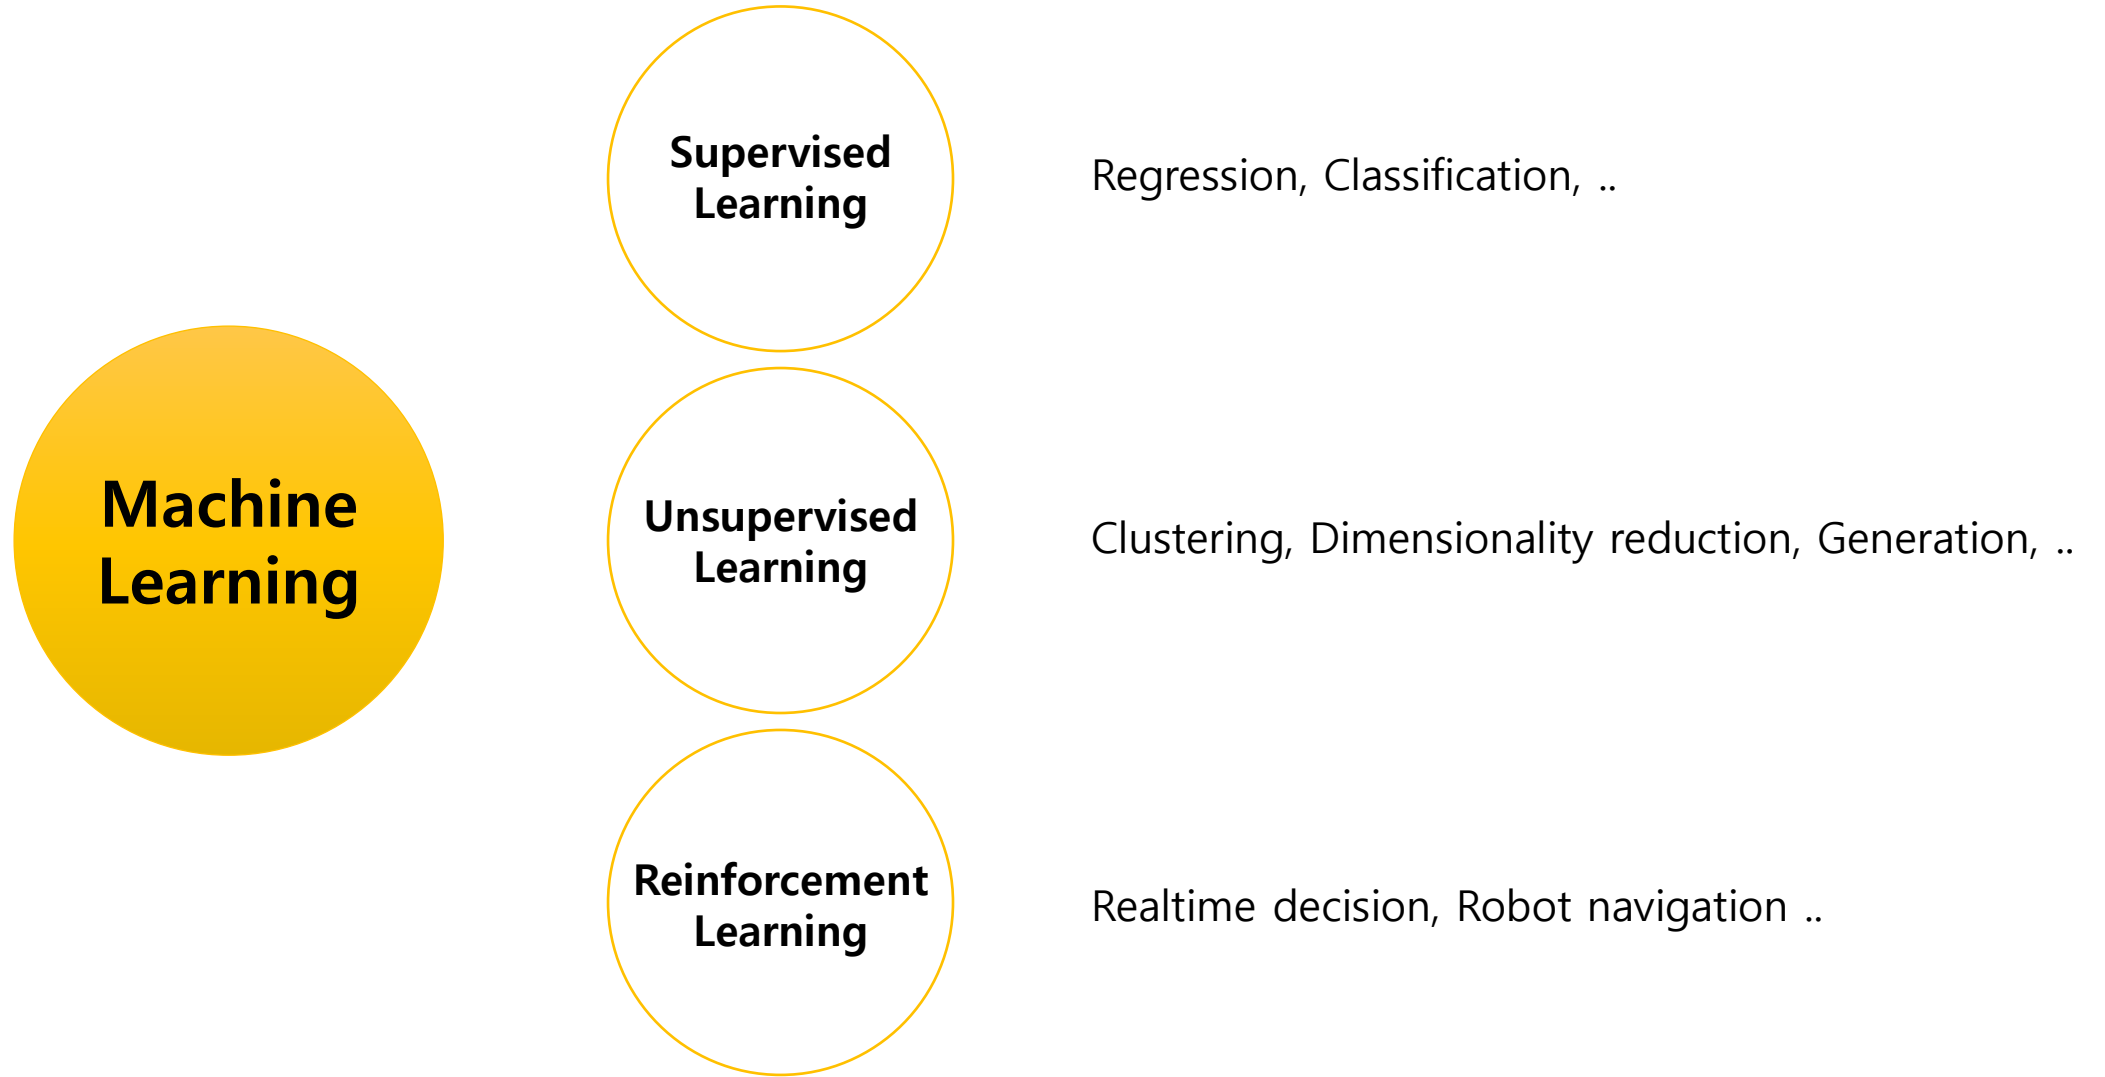 Machine
Learning
Supervised
Learning
Regression, Classification, ..
Unsupervised
Learning
Clustering, Dimensionality reduction, Generation, ..
Reinforcement
Learning
Realtime decision, Robot navigation ..